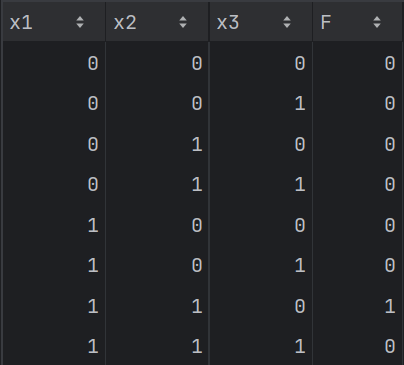 x1 x2 x3 F
0 0 0 0
0 0 1 0
0 1 0 0
0 1 1 0
1 0 0 0
1 0 1 0
1 1 0 1
1 1 1 0